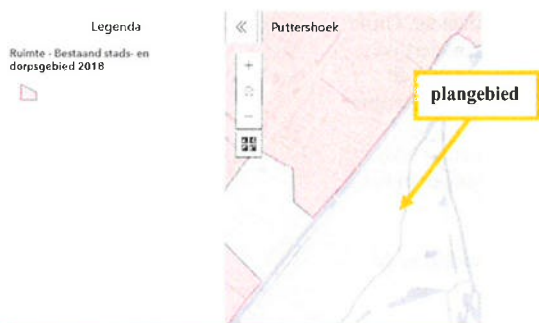 Legenda
Ruimte - Bestaand stads- en
dorpsgebied 2018
Puttershoek
plangebied